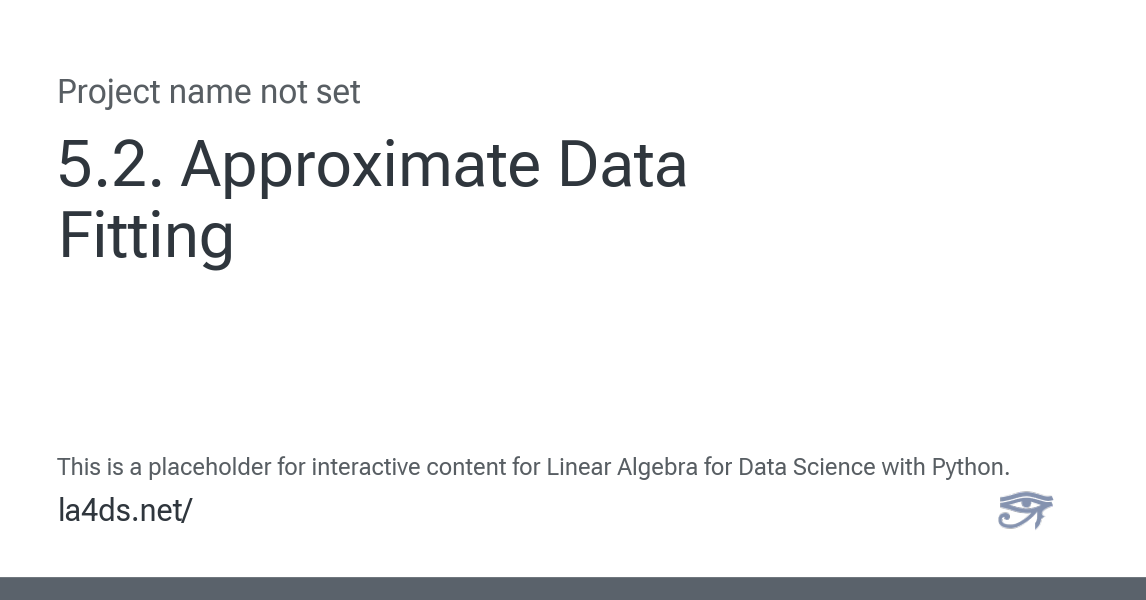 Project name not set
5.2. Approximate Data
Fitting
This is a placeholder for interactive content for Linear Algebra for Data Science with Python.
la4ds.net/